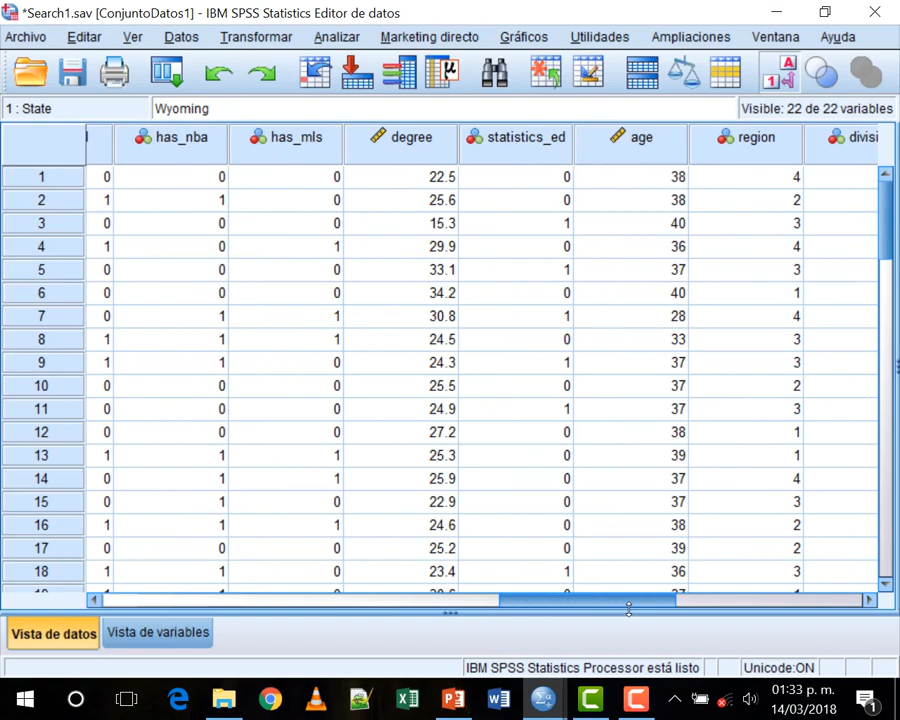 *Search1.sav [ConjuntoDatos1] - IBM SPSS Statistics Editor de datos
Archivo Editar Ver Datos Transformar Analizar Marketing directo Gráficos Utilidades Ampliaciones Ventana Ayuda
1 : State Wyoming Visible: 22 de 22 variables
has_nba has_mls degree statistics_ed age region divisi
1 0 0 0 22.5 0 38 4
2 1 1 0 25.6 0 38 2
3 0 0 0 15.3 1 40 3
4 1 0 1 29.9 0 36 4
5 0 0 0 33.1 1 37 3
6 0 0 0 34.2 0 40 1
7 0 1 1 30.8 1 28 4
8 1 1 1 24.5 0 33 3
9 1 1 0 24.3 1 37 3
10 0 0 0 25.5 0 37 2
11 0 0 0 24.9 1 37 3
12 0 0 0 27.2 0 38 1
13 1 1 1 25.3 0 39 1
14 0 1 1 25.9 0 37 4
15 0 1 0 22.9 0 37 3
16 1 1 1 24.6 0 38 2
17 0 0 0 25.2 0 39 2
18 1 1 0 23.4 1 36 3
Vista de datos Vista de variables
IBM SPSS Statistics Processor está listo Unicode:ON
01:33 p. m.
14/03/2018
1